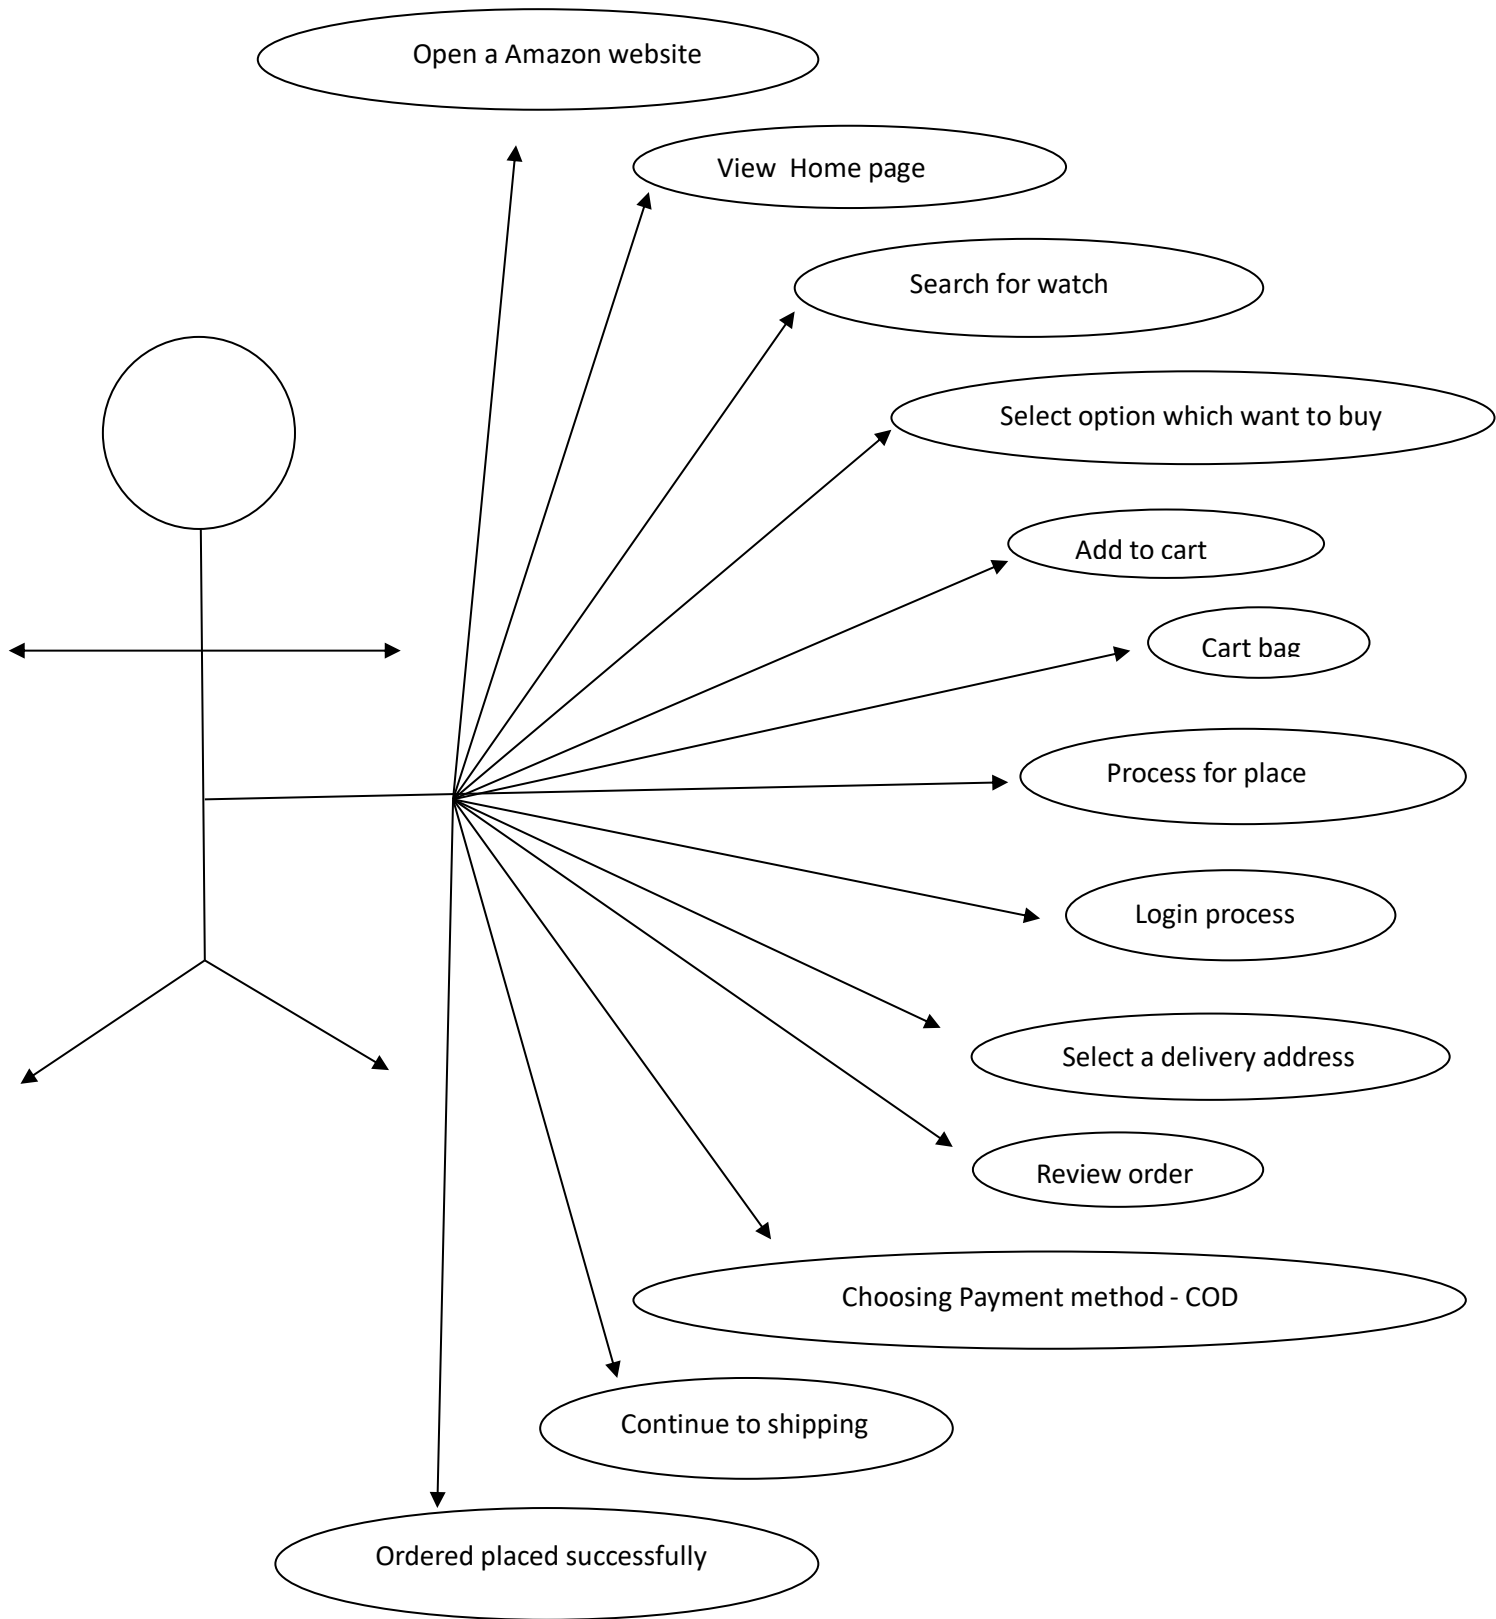 Open a Amazon website
View  Home page
Search for watch
Select option which want to buy
Add to cart
Cart bag
Process for place
Login process
Select a delivery address
Review order
Choosing Payment method - COD
Continue to shipping
Ordered placed successfully